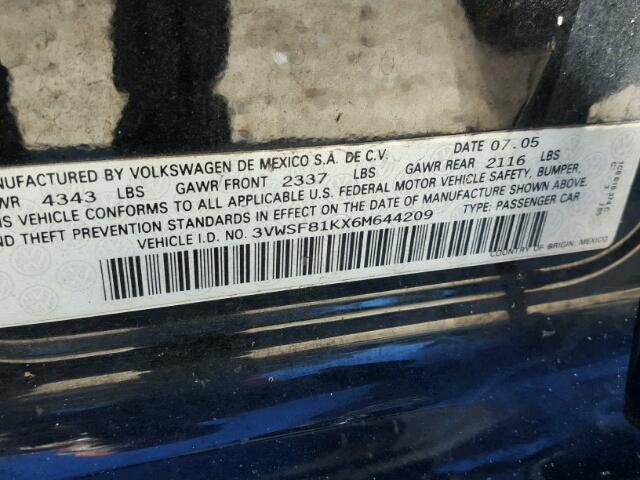 MANUFACTURED BY VOLKSWAGEN DE MEXICO S.A. DE C.V. DATE 07.05
WR 4343 LBS GAWR FRONT 2337 LBS GAWR REAR 2116 LBS
IS VEHICLE CONFORMS TO ALL APPLICABLE U.S. FEDERAL MOTOR VEHICLE SAFETY, BUMPER,
ND THEFT PREVENTION STANDARDS IN EFFECT ON THE DATE OF MANUFACTURE SHOWN ABOVE.
VEHICLE I.D. NO. 3VWSF81KX6M644209 TYPE: PASSENGER CAR
COUNTRY OF ORIGIN: MEXICO